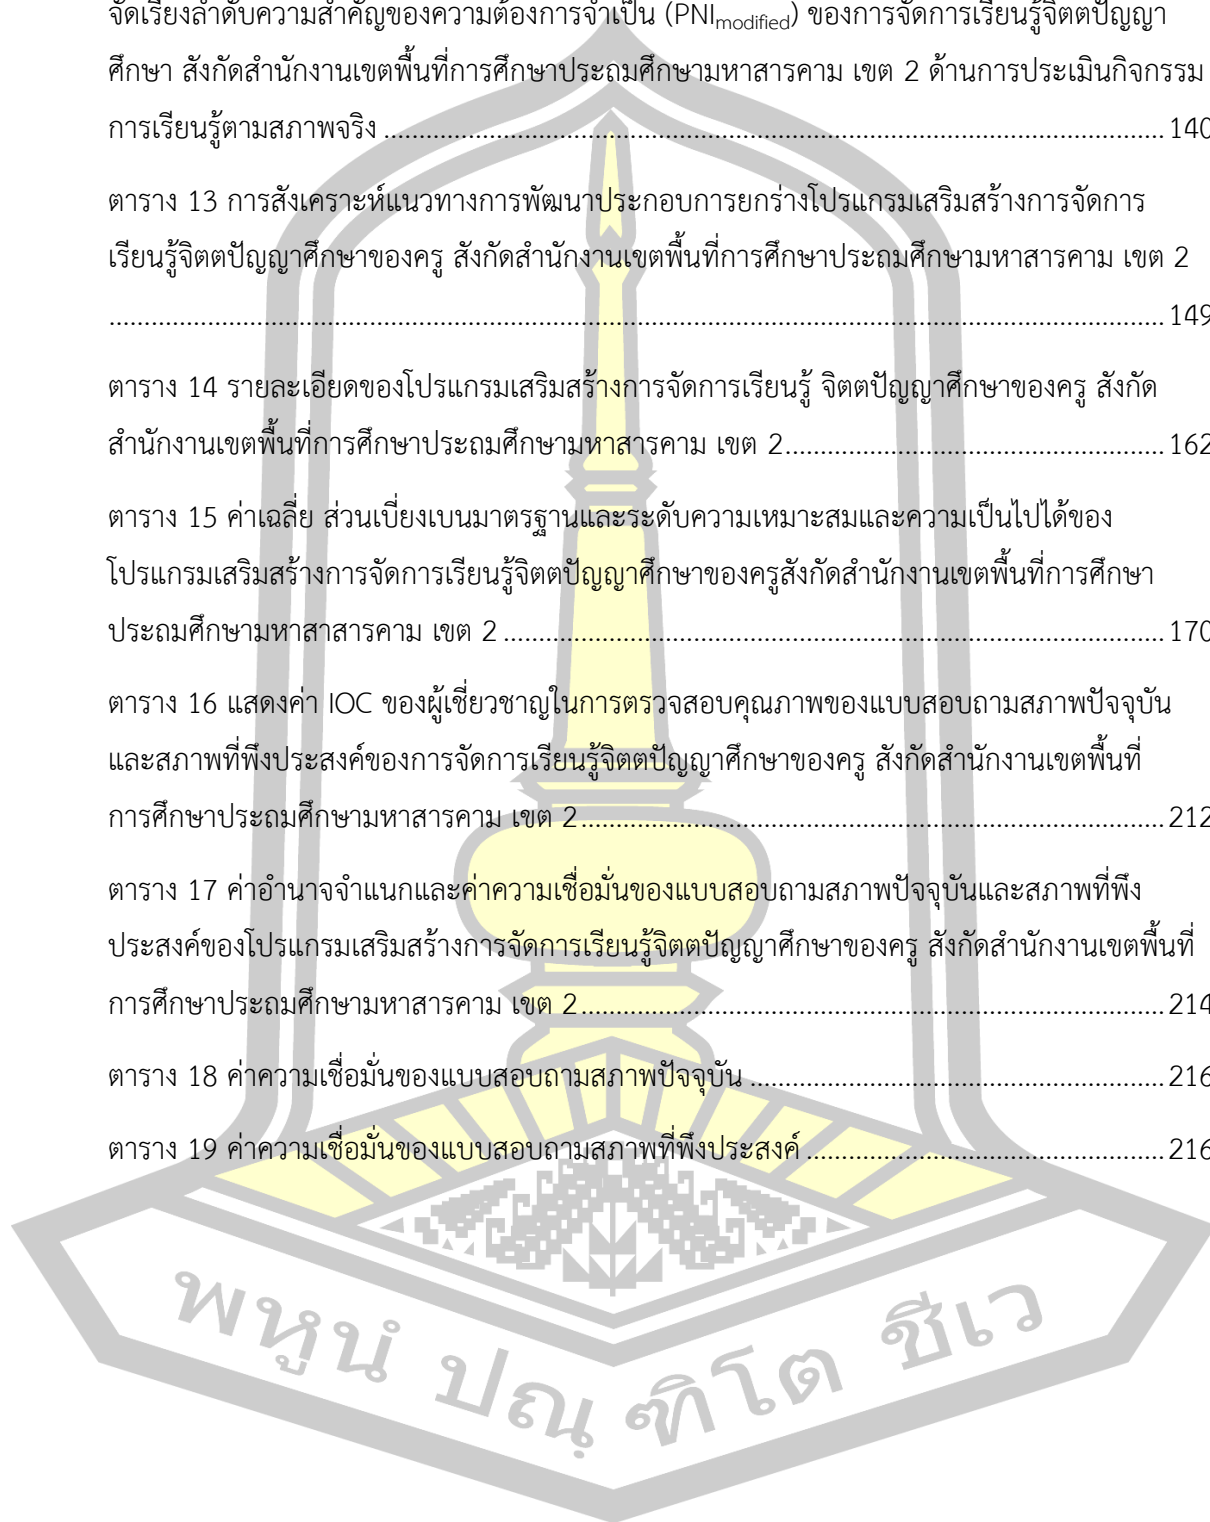 จัดเรียงลำดับความสำคัญของความต้องการจำเป็น (PNImodified) ของการจัดการเรียนรู้จิตตปัญญา
ศึกษา สังกัดสำนักงานเขตพื้นที่การศึกษาประถมศึกษามหาสารคาม เขต 2 ด้านการประเมินกิจกรรม
การเรียนรู้ตามสภาพจริง ........................................................................................................ 140
ตาราง 13 การสังเคราะห์แนวทางการพัฒนาประกอบการยกร่างโปรแกรมเสริมสร้างการจัดการ
เรียนรู้จิตตปัญญาศึกษาของครู สังกัดสำนักงานเขตพื้นที่การศึกษาประถมศึกษามหาสารคาม เขต 2
........................................................................................................ 149
ตาราง 14 รายละเอียดของโปรแกรมเสริมสร้างการจัดการเรียนรู้ จิตตปัญญาศึกษาของครู สังกัด
สำนักงานเขตพื้นที่การศึกษาประถมศึกษามหาสารคาม เขต 2..................................................... 162
ตาราง 15 ค่าเฉลี่ย ส่วนเบี่ยงเบนมาตรฐานและระดับความเหมาะสมและความเป็นไปได้ของ
โปรแกรมเสริมสร้างการจัดการเรียนรู้จิตตปัญญาศึกษาของครูสังกัดสำนักงานเขตพื้นที่การศึกษา
ประถมศึกษามหาสาสารคาม เขต 2 ........................................................................................ 170
ตาราง 16 แสดงค่า IOC ของผู้เชี่ยวชาญในการตรวจสอบคุณภาพของแบบสอบถามสภาพปัจจุบัน
และสภาพที่พึงประสงค์ของการจัดการเรียนรู้จิตตปัญญาศึกษาของครู สังกัดสำนักงานเขตพื้นที่
การศึกษาประถมศึกษามหาสารคาม เขต 2.............................................................................. 212
ตาราง 17 ค่าอำนาจจำแนกและค่าความเชื่อมั่นของแบบสอบถามสภาพปัจจุบันและสภาพที่พึง
ประสงค์ของโปรแกรมเสริมสร้างการจัดการเรียนรู้จิตตปัญญาศึกษาของครู สังกัดสำนักงานเขตพื้นที่
การศึกษาประถมศึกษามหาสารคาม เขต 2.............................................................................. 214
ตาราง 18 ค่าความเชื่อมั่นของแบบสอบถามสภาพปัจจุบัน ....................................................... 216
ตาราง 19 ค่าความเชื่อมั่นของแบบสอบถามสภาพที่พึงประสงค์ ................................................ 216
พหูนํ ปณฺฑิโต ชีเว